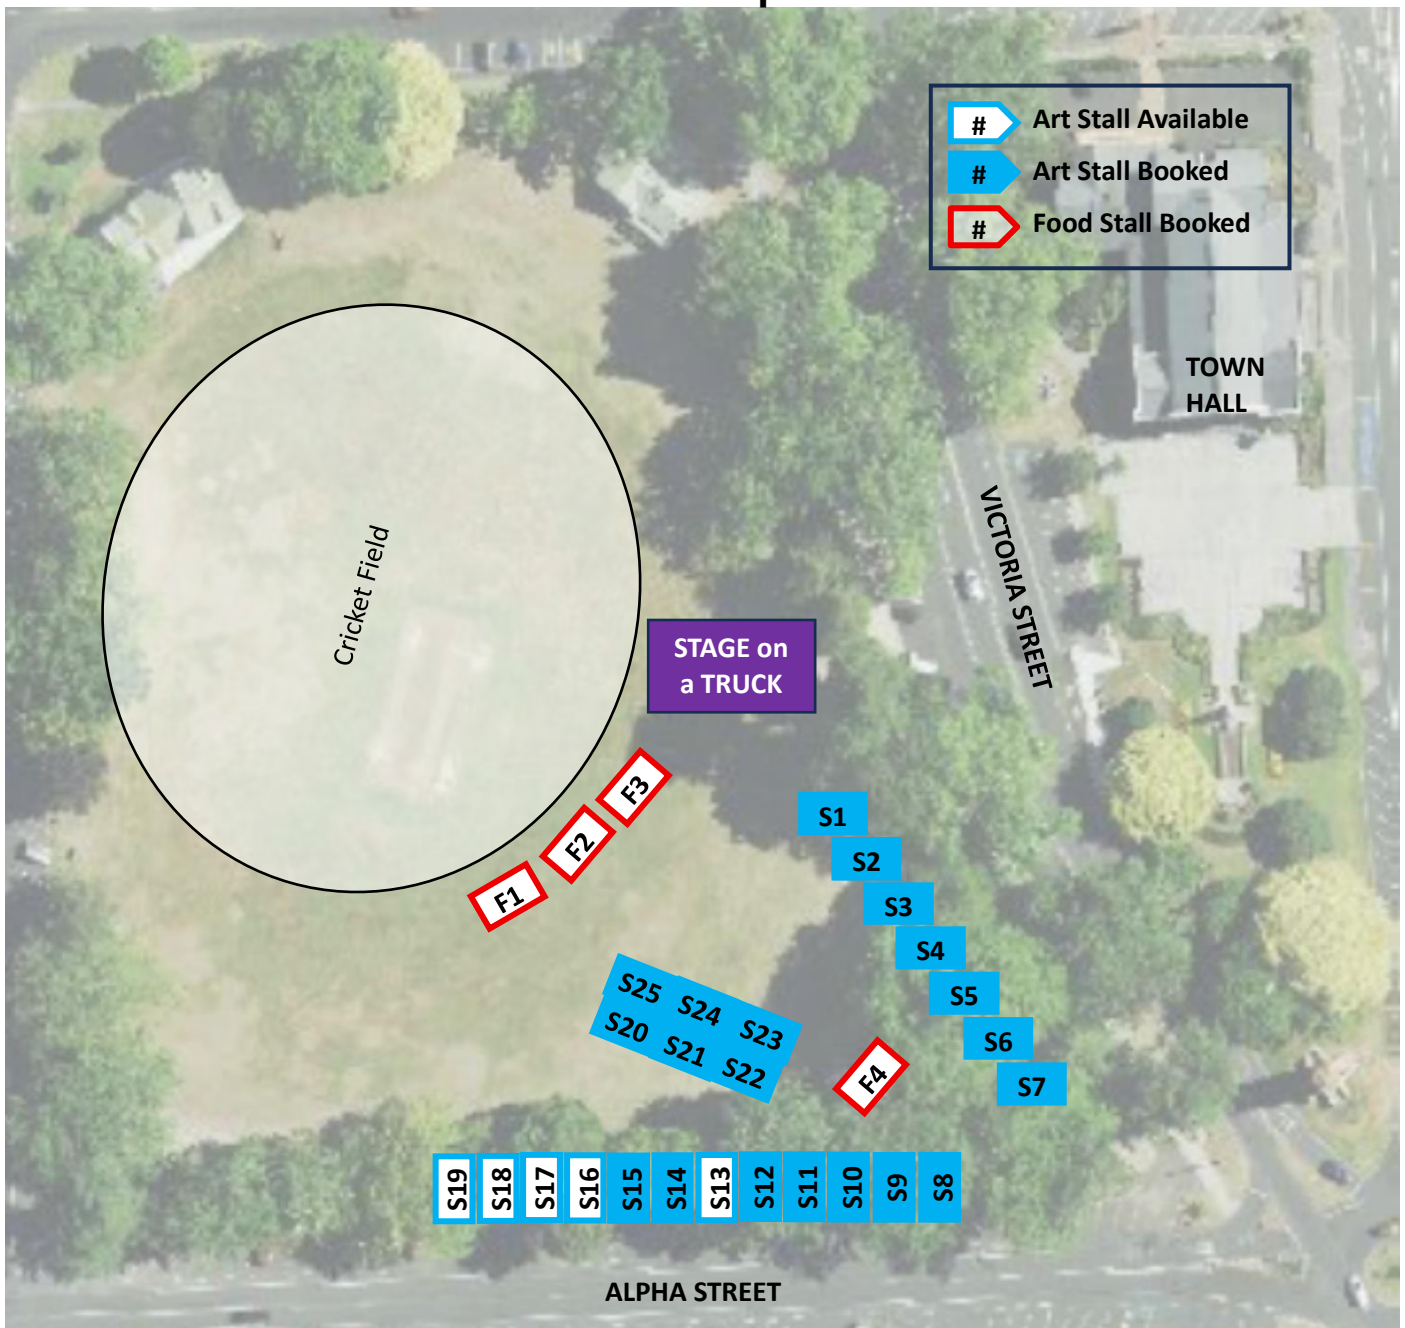 # Art Stall Available
# Art Stall Booked
# Food Stall Booked
TOWN
HALL
VICTORIA STREET
Cricket Field
STAGE on
a TRUCK
F3
F2
F1
S1
S2
S3
S4
S5
S6
S7
S25 S24 S23
S20 S21 S22
F4
S19 S18 S17 S16 S15 S14 S13 S12 S11 S10 S9 S8
ALPHA STREET